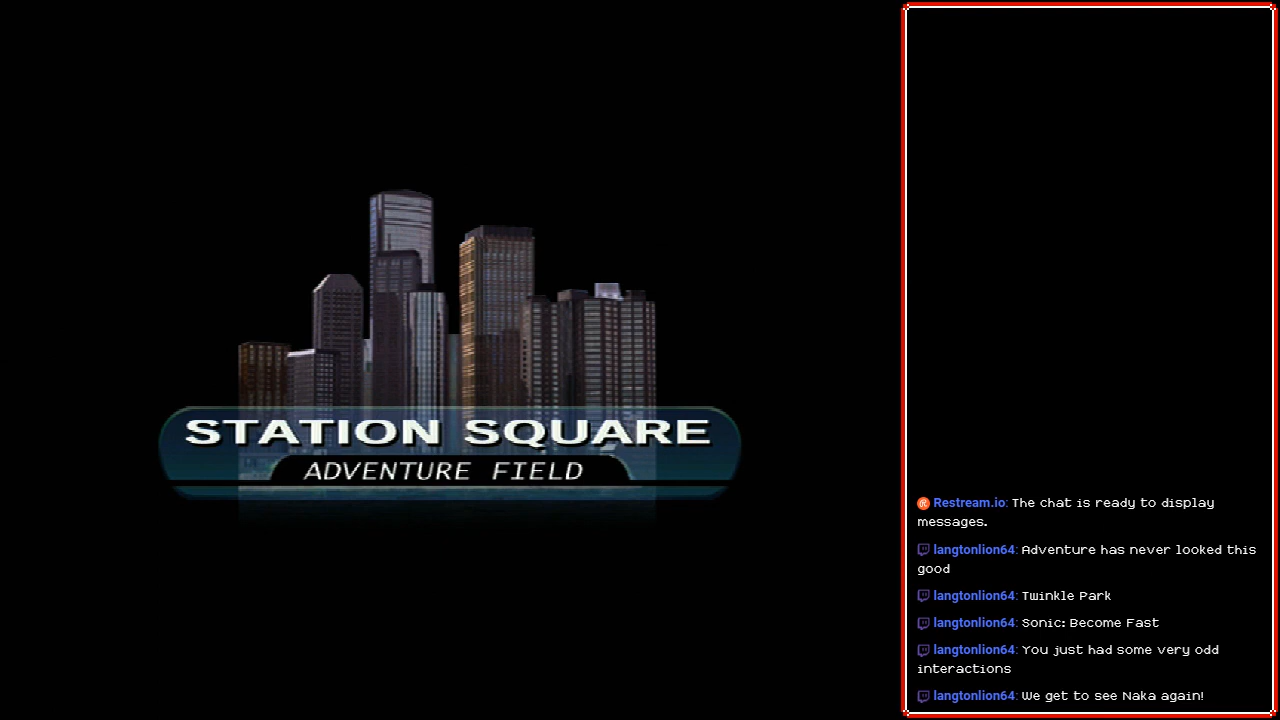 STATION SQUARE
ADVENTURE FIELD
Restream.io: The chat is ready to display
messages.
langtonlion64: Adventure has never looked this
good
langtonlion64: Twinkle Park
langtonlion64: Sonic: Become Fast
langtonlion64: You just had some very odd
interactions
langtonlion64: We get to see Naka again!